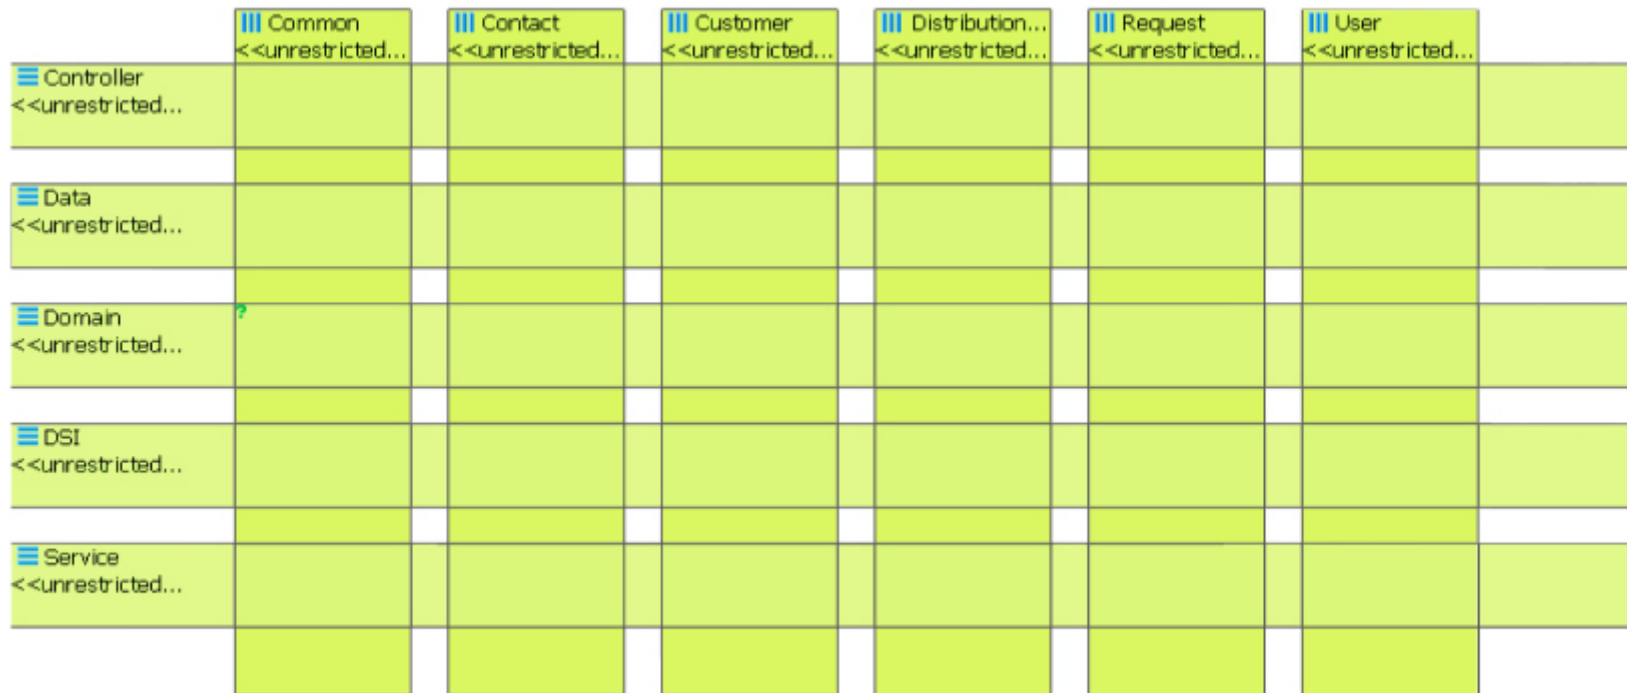 Common
<<unrestricted...
Contact
<<unrestricted...
Customer
<<unrestricted...
Distribution...
<<unrestricted...
Request
<<unrestricted...
User
<<unrestricted...
Controller
<<unrestricted...
Data
<<unrestricted...
Domain
<<unrestricted...
?
DSI
<<unrestricted...
Service
<<unrestricted...